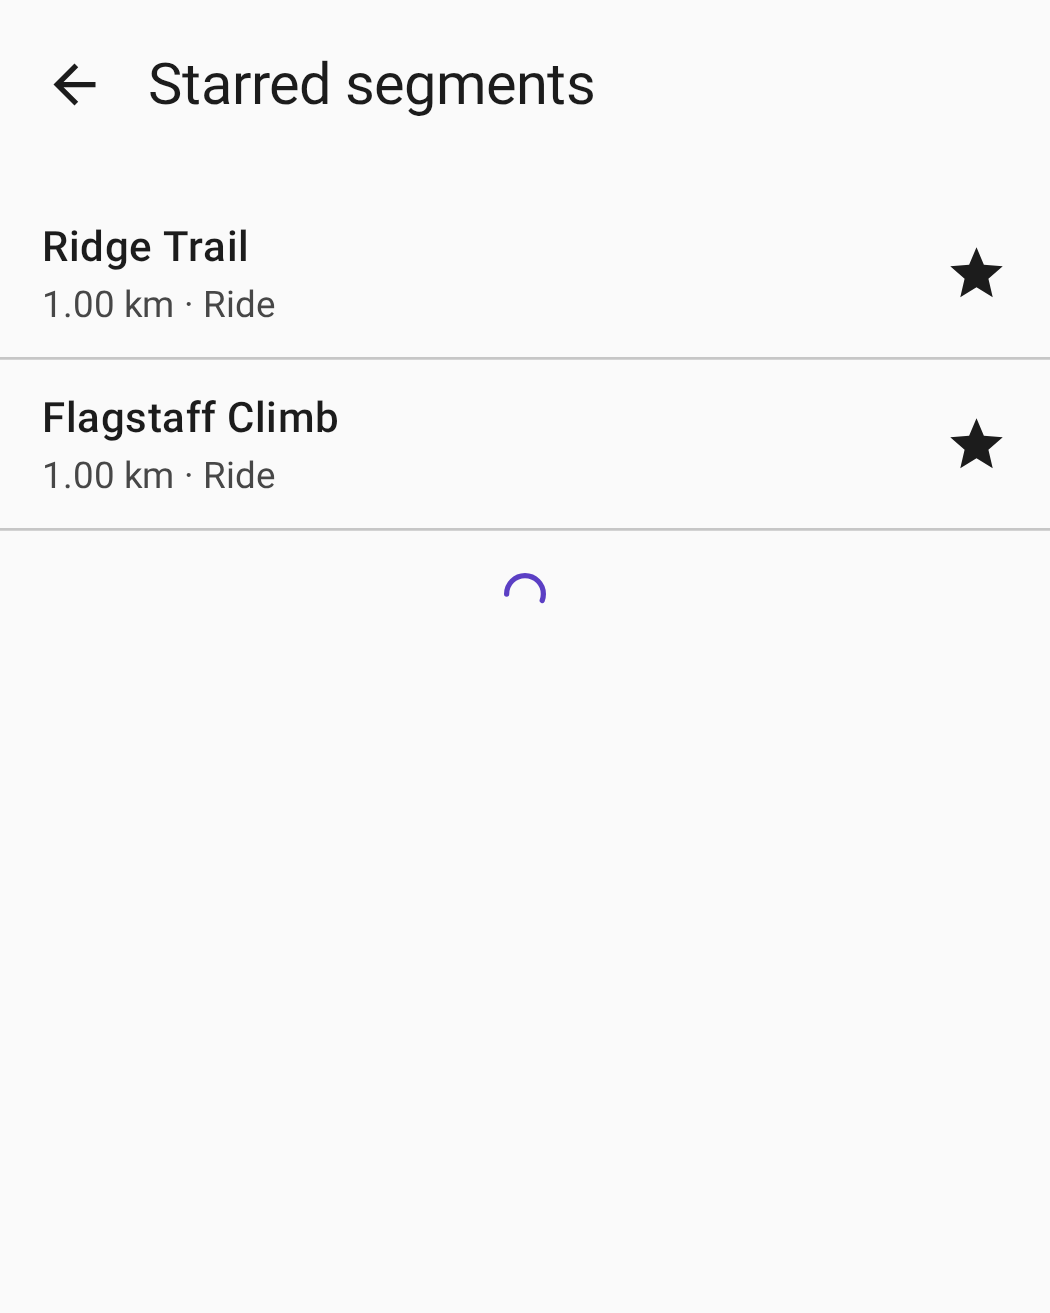 Starred segments
Ridge Trail
1.00 km · Ride
Flagstaff Climb
1.00 km · Ride